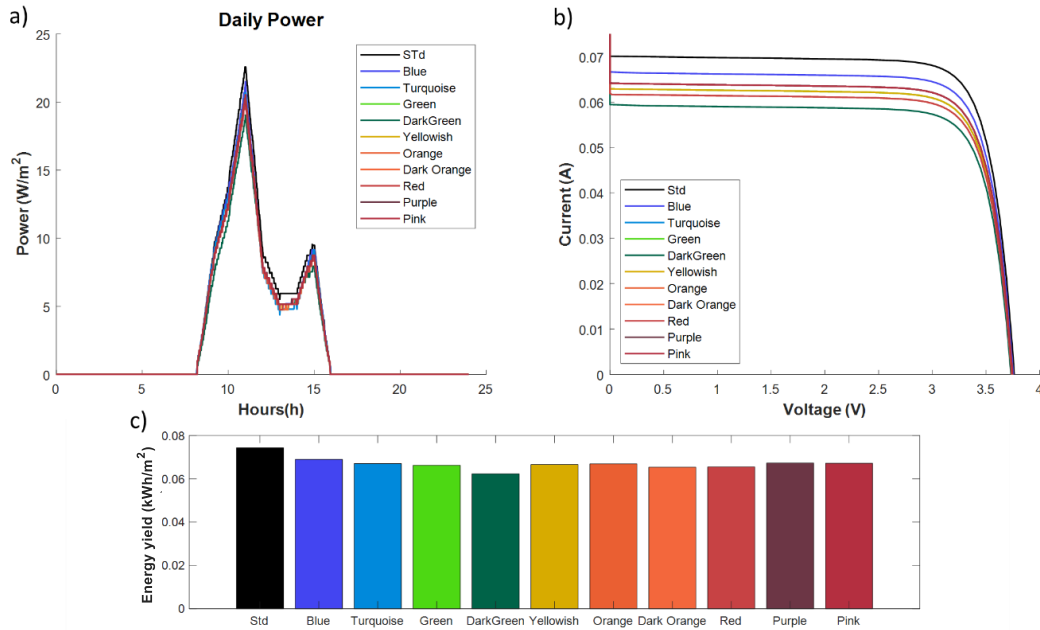 a)
Daily Power
25
20
15
10
5
0
Power (W/m²)
0 5 10 15 20 25
Hours(h)
STd
Blue
Turquoise
Green
DarkGreen
Yellowish
Orange
Dark Orange
Red
Purple
Pink
b)
0.07
0.06
0.05
0.04
0.03
0.02
0.01
0
Current (A)
0 0.5 1 1.5 2 2.5 3 3.5 4
Voltage (V)
Std
Blue
Turquoise
Green
DarkGreen
Yellowish
Orange
Dark Orange
Red
Purple
Pink
c)
0.08
0.06
0.04
0.02
0
Energy yield (kWh/m²)
Std Blue Turquoise Green DarkGreen Yellowish Orange Dark Orange Red Purple Pink